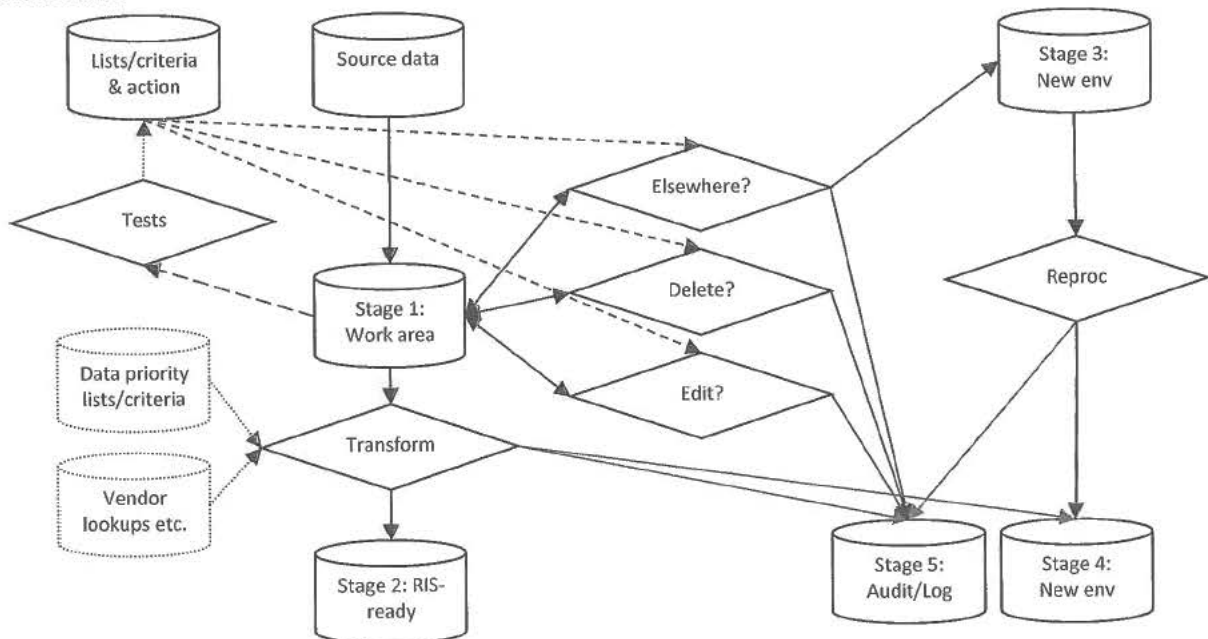 Lists/criteria
& action
Source data
Stage 3:
New env
Elsewhere?
Tests
Delete?
Reproc
Stage 1:
Work area
Data priority
lists/criteria
Edit?
Transform
Vendor
lookups etc.
Stage 2: RIS-
ready
Stage 5:
Audit/Log
Stage 4:
New env